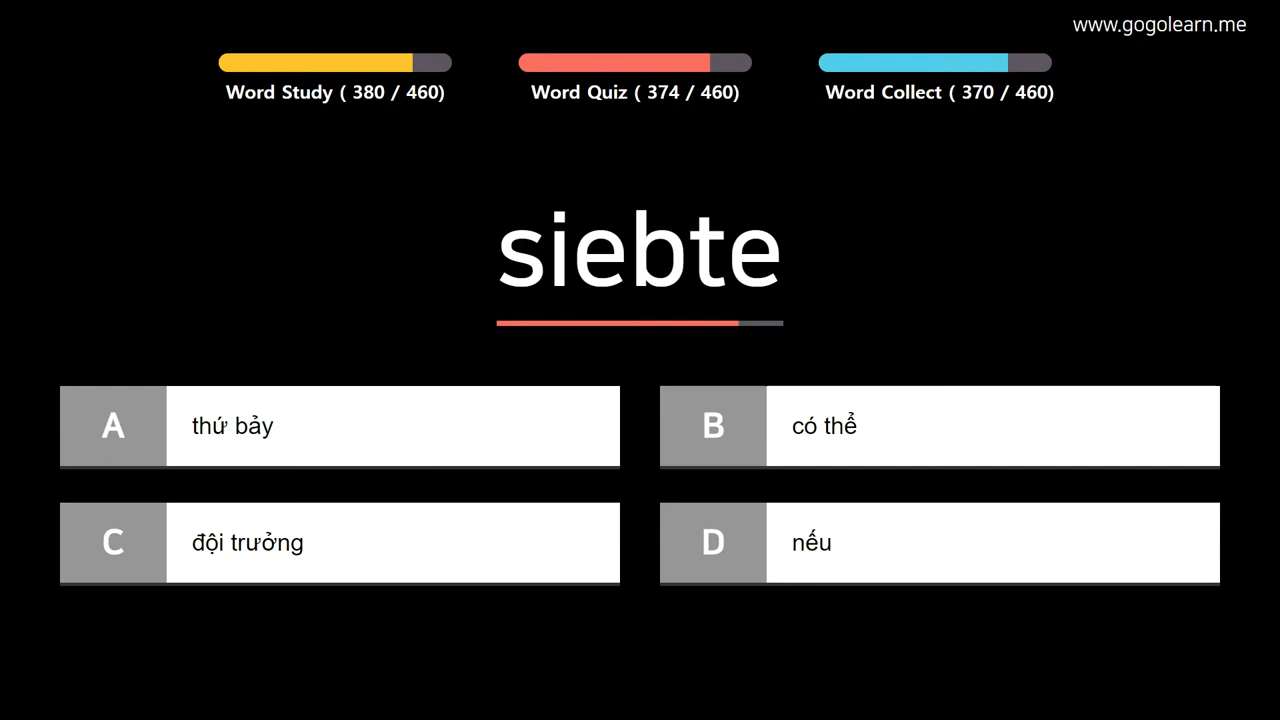 www.gogolearn.me
Word Study ( 380 / 460)
Word Quiz ( 374 / 460)
Word Collect ( 370 / 460)
siebte
A thứ bảy
B có thể
C đội trưởng
D nếu